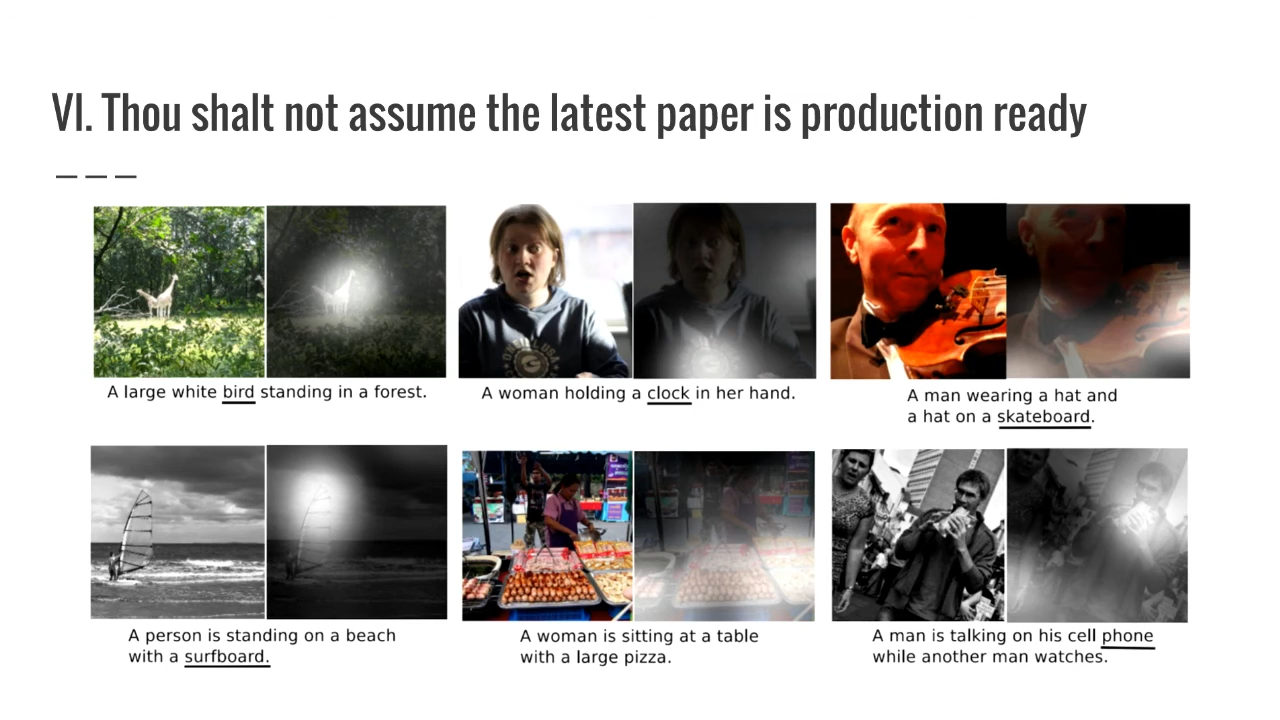 VI. Thou shalt not assume the latest paper is production ready
A large white bird standing in a forest.
A woman holding a clock in her hand.
A man wearing a hat and
a hat on a skateboard.
A person is standing on a beach
with a surfboard.
A woman is sitting at a table
with a large pizza.
A man is talking on his cell phone
while another man watches.